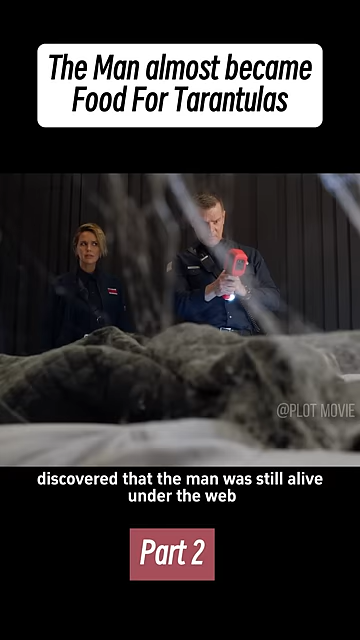 The Man almost became
Food For Tarantulas
@PLOT MOVIE
discovered that the man was still alive
under the web
Part 2